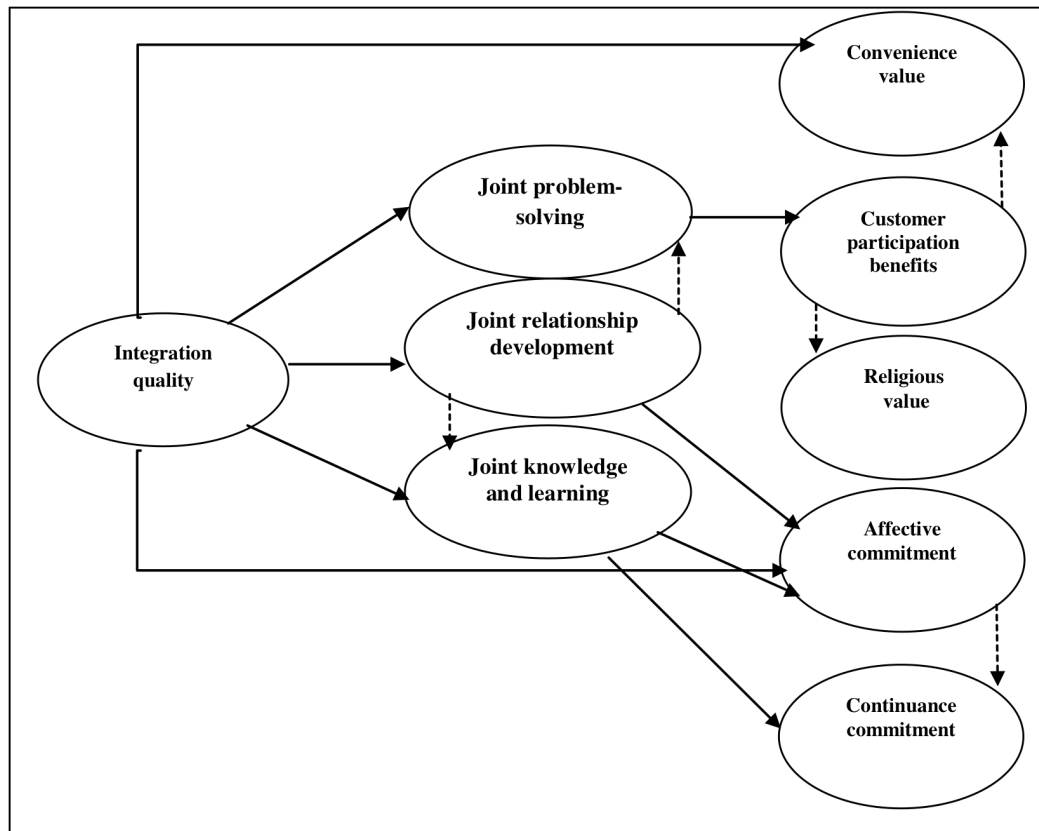 Convenience
value
Joint problem-
solving
Customer
participation
benefits
Joint relationship
development
Integration
quality
Religious
value
Joint knowledge
and learning
Affective
commitment
Continuance
commitment